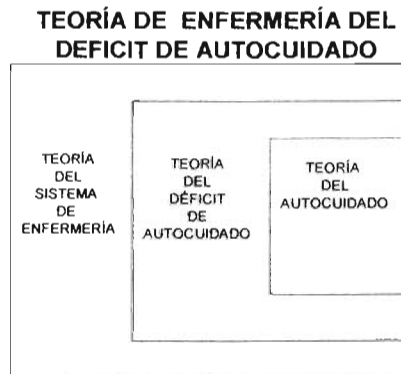 TEORÍA DE ENFERMERÍA DEL
DEFICIT DE AUTOCUIDADO
TEORÍA
DEL
SISTEMA
DE
ENFERMERÍA
TEORÍA
DEL
DÉFICIT
DE
AUTOCUIDADO
TEORÍA
DEL
AUTOCUIDADO